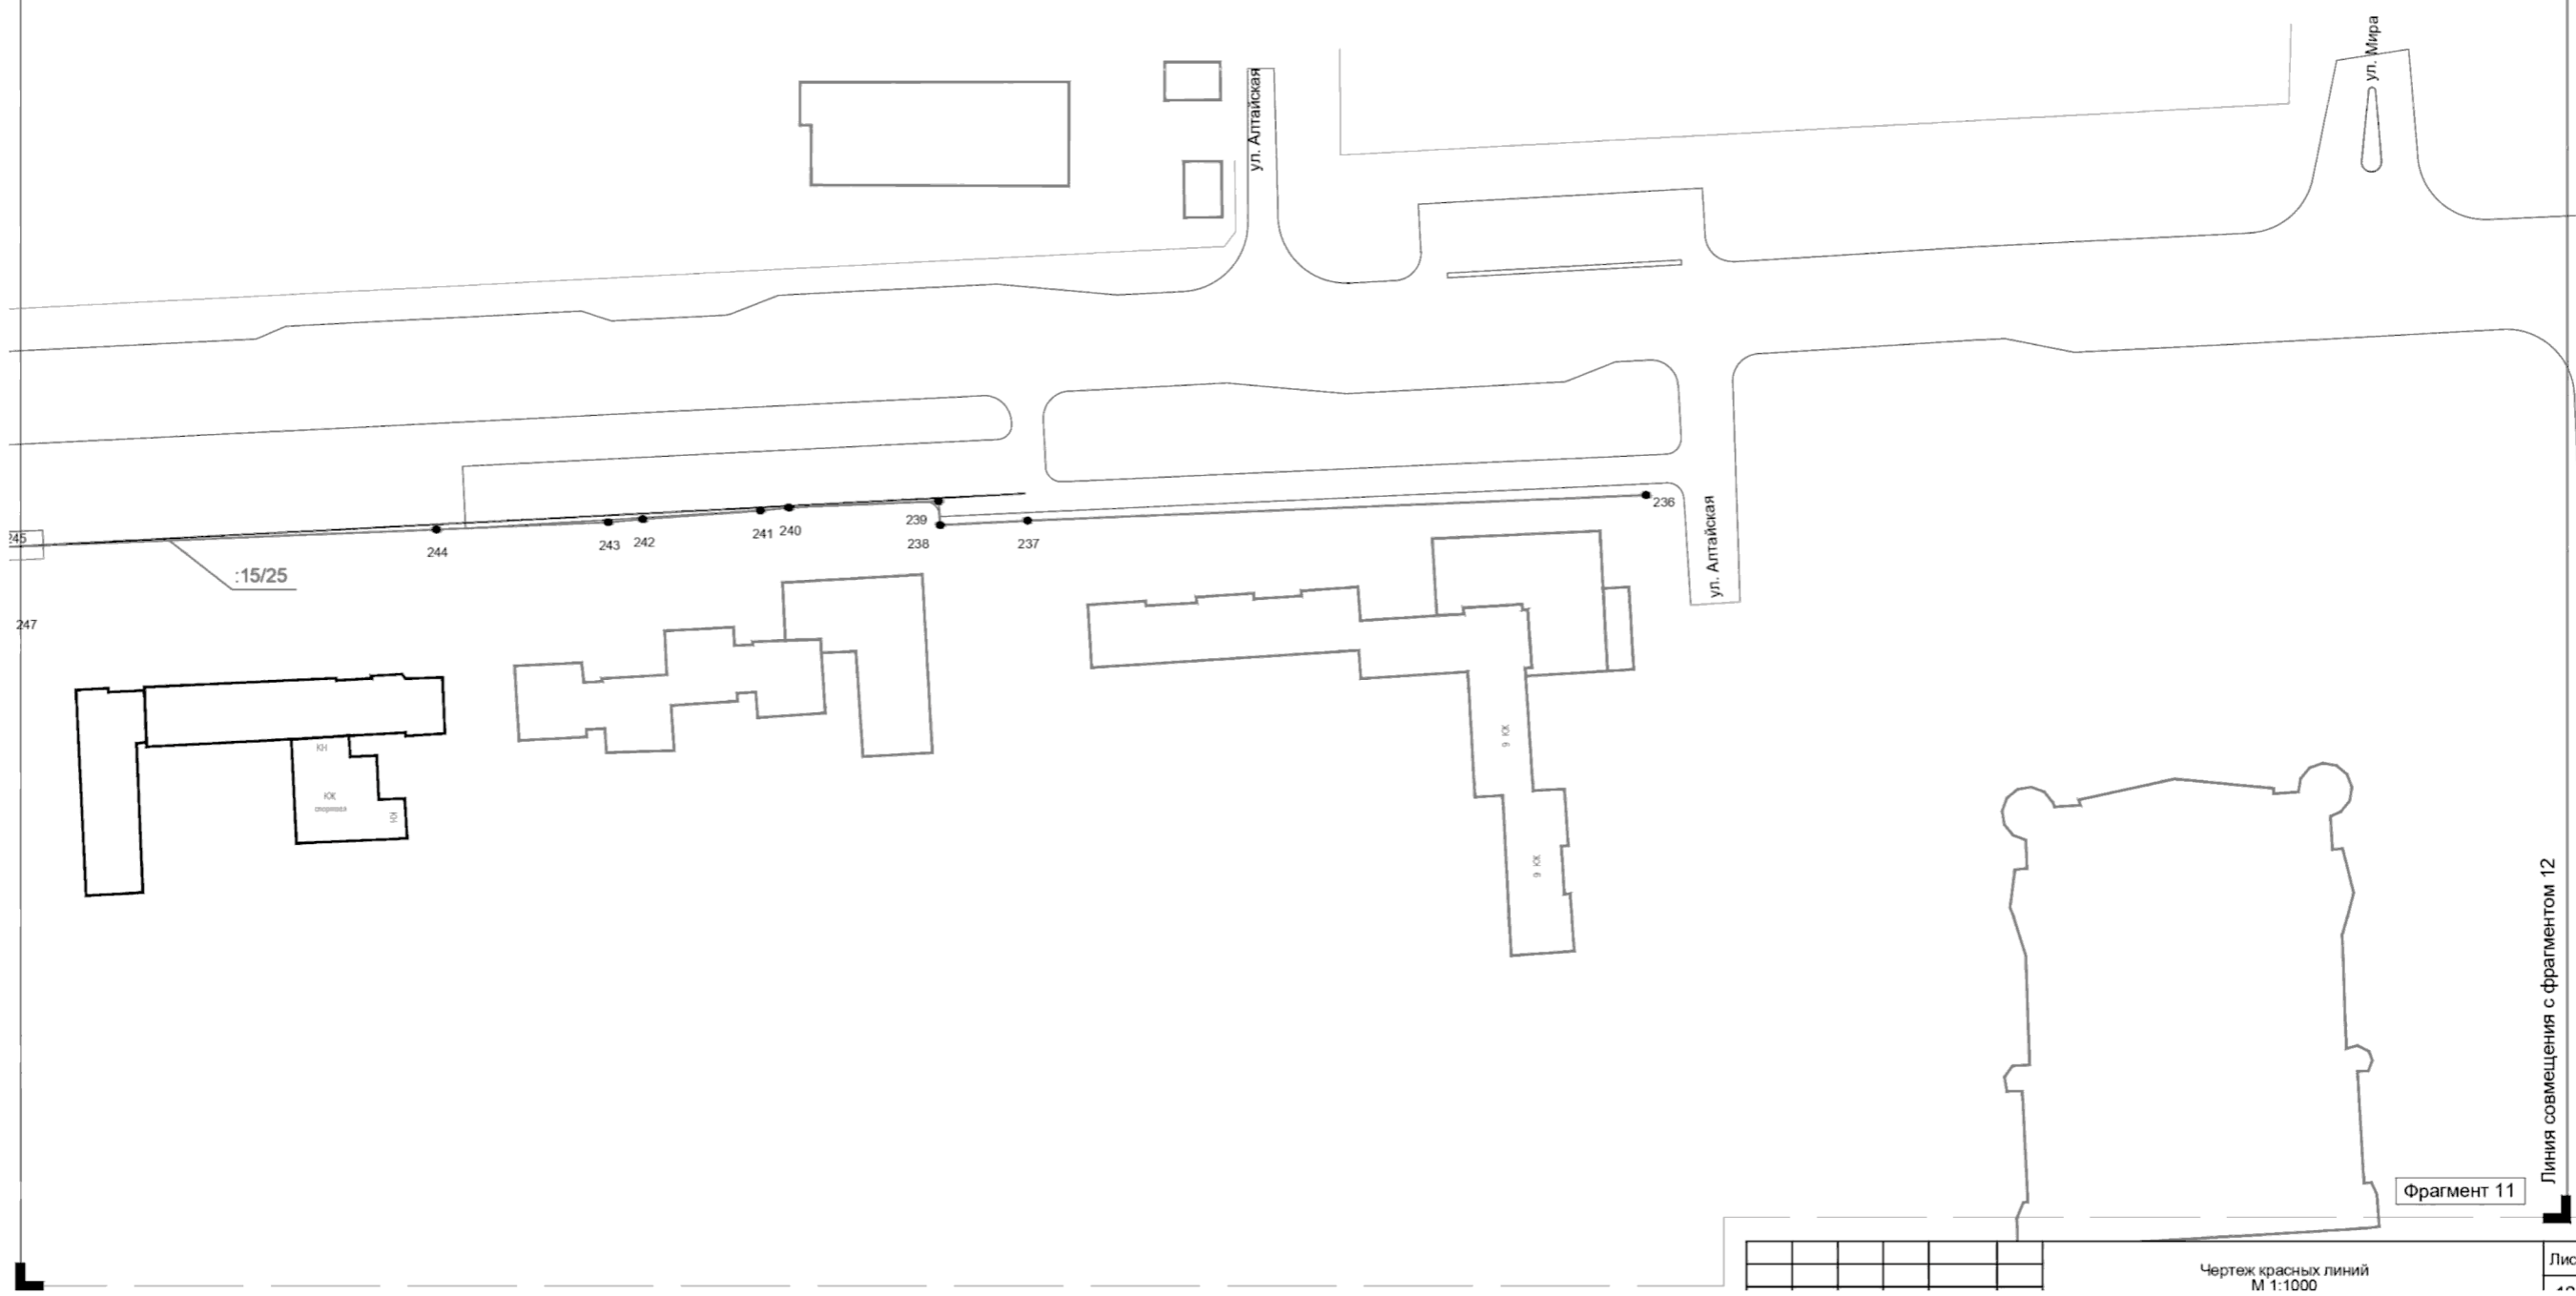 ул. Мира
ул. Алтайская
245
244
243
242
241
240
239
238
237
236
ул. Алтайская
:15/25
247
КН
КЖ
КН
9 КЖ
9 КЖ
Линия совмещения с фрагментом 12
Фрагмент 11
Чертеж красных линий
М 1:1000